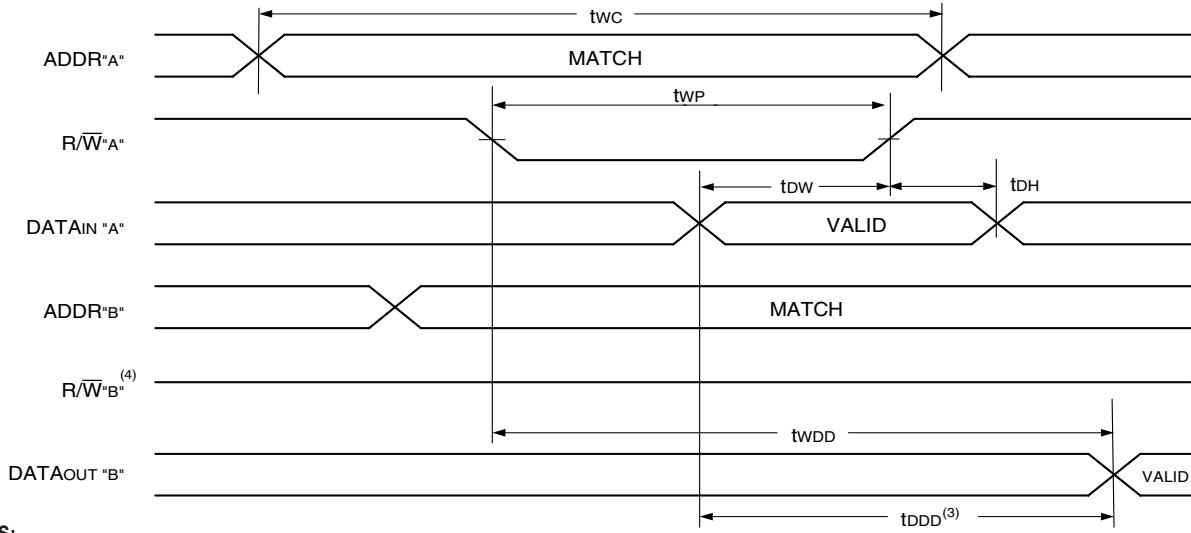 tWC
ADDR"A"
MATCH
tWP
R/W̅"A"
tDW
tDH
DATAIN "A"
VALID
ADDR"B"
MATCH
R/W̅"B"(4)
tWDD
DATAOUT "B"
VALID
tDDD(3)